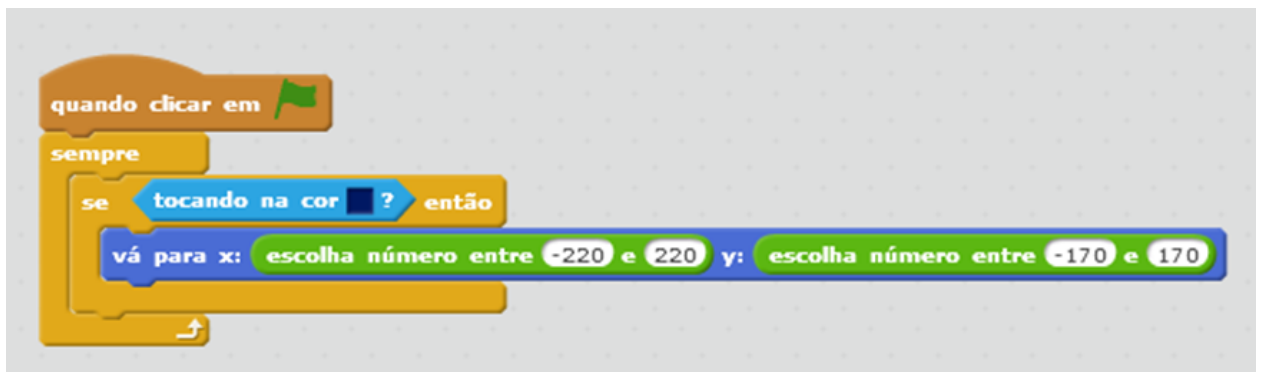 quando clicar em
sempre
se tocando na cor ? então
vá para x: escolha número entre -220 e 220 y: escolha número entre -170 e 170